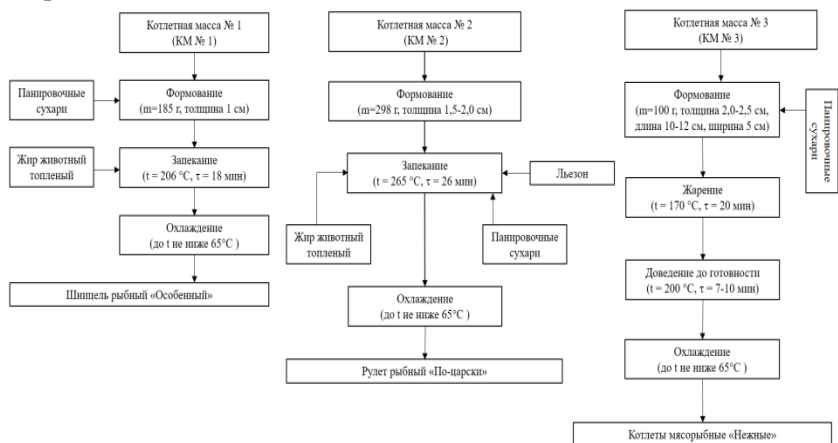 Котлетная масса № 1
(КМ № 1)
Панировочные
сухари
Формование
(m=185 г, толщина 1 см)
Жир животный
топленый
Запекание
(t = 206 °C, τ = 18 мин)
Охлаждение
(до t не ниже 65°C )
Шницель рыбный «Особенный»
Котлетная масса № 2
(КМ № 2)
Формование
(m=298 г, толщина 1,5-2,0 см)
Запекание
(t = 265 °C, τ = 26 мин)
Льезон
Жир животный
топленый
Панировочные
сухари
Охлаждение
(до t не ниже 65°C )
Рулет рыбный «По-царски»
Котлетная масса № 3
(КМ № 3)
Формование
(m=100 г, толщина 2,0-2,5 см,
длина 10-12 см, ширина 5 см)
Панировочные
сухари
Жарение
(t = 170 °C, τ = 20 мин)
Доведение до готовности
(t = 200 °C, τ = 7-10 мин)
Охлаждение
(до t не ниже 65°C )
Котлеты мясорыбные «Нежные»